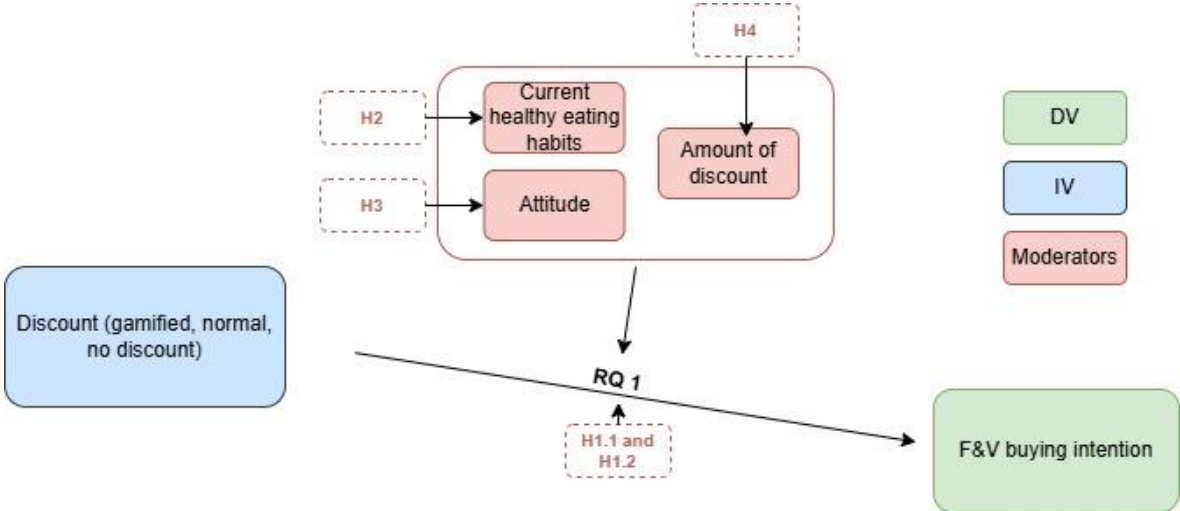 H4
Current
healthy eating
habits
H2
Amount of
discount
H3
Attitude
DV
IV
Moderators
Discount (gamified, normal,
no discount)
RQ 1
H1.1 and
H1.2
F&V buying intention